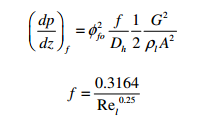 (dp/dz)_f = ϕ_fo^2 f/D_h 1/2 G^2/ρ_l A^2
f = 0.3164/Re_l^0.25